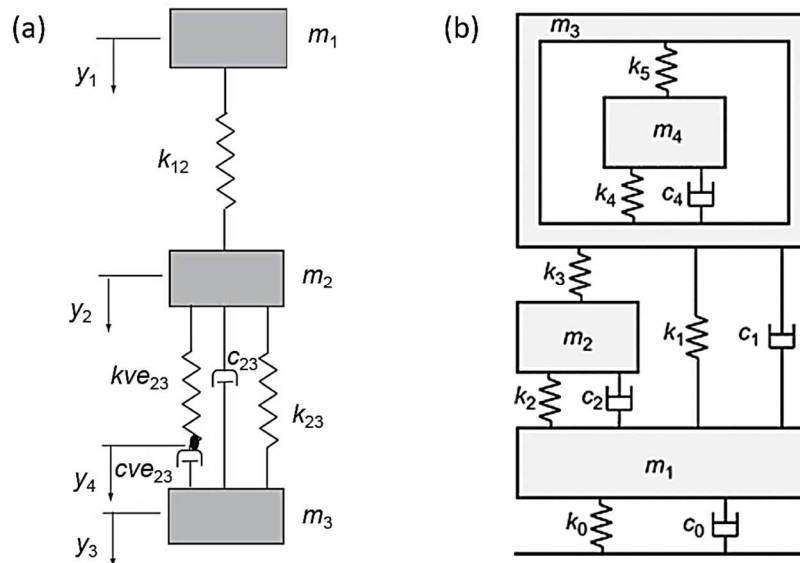 (a)
m₁
y₁
k₁₂
m₂
y₂
c₂₃
kve₂₃
k₂₃
cve₂₃
y₄
m₃
y₃
(b)
m₃
k₅
m₄
k₄
c₄
k₃
m₂
k₁
c₁
k₂
c₂
m₁
k₀
c₀